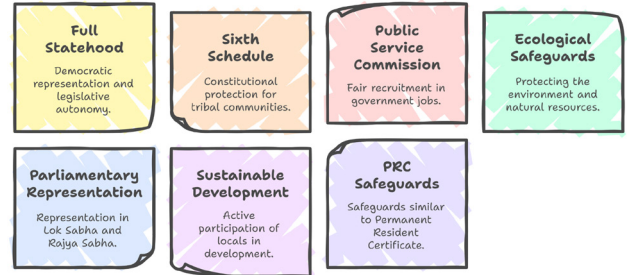 Full
Statehood
Democratic
representation and
legislative
autonomy.
Sixth
Schedule
Constitutional
protection for
tribal communities.
Public
Service
Commission
Fair recruitment in
government jobs.
Ecological
Safeguards
Protecting the
environment and
natural resources.
Parliamentary
Representation
Representation in
Lok Sabha and
Rajya Sabha.
Sustainable
Development
Active
participation of
locals in
development.
PRC
Safeguards
Safeguards similar
to Permanent
Resident
Certificate.